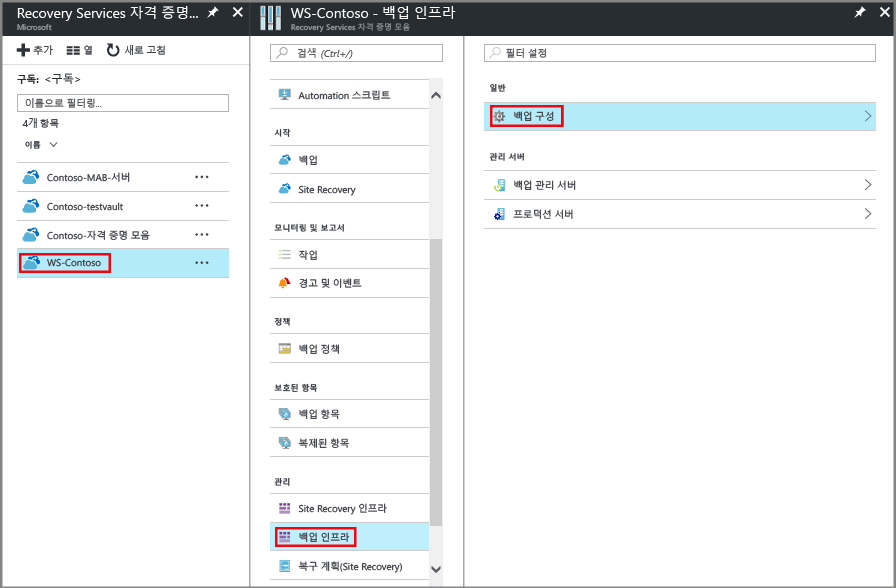 Recovery Services 자격 증명...
Microsoft
추가 열 새로 고침
구독: <구독>
이름으로 필터링...
4개 항목
이름
Contoso-MAB-서버
Contoso-testvault
Contoso-자격 증명 모음
WS-Contoso
WS-Contoso - 백업 인프라
Recovery Services 자격 증명 모음
검색 (Ctrl+/)
Automation 스크립트
시작
백업
Site Recovery
모니터링 및 보고서
작업
경고 및 이벤트
정책
백업 정책
보호된 항목
백업 항목
복제된 항목
관리
Site Recovery 인프라
백업 인프라
복구 계획(Site Recovery)
필터 설정
일반
백업 구성
관리 서버
백업 관리 서버
프로덕션 서버